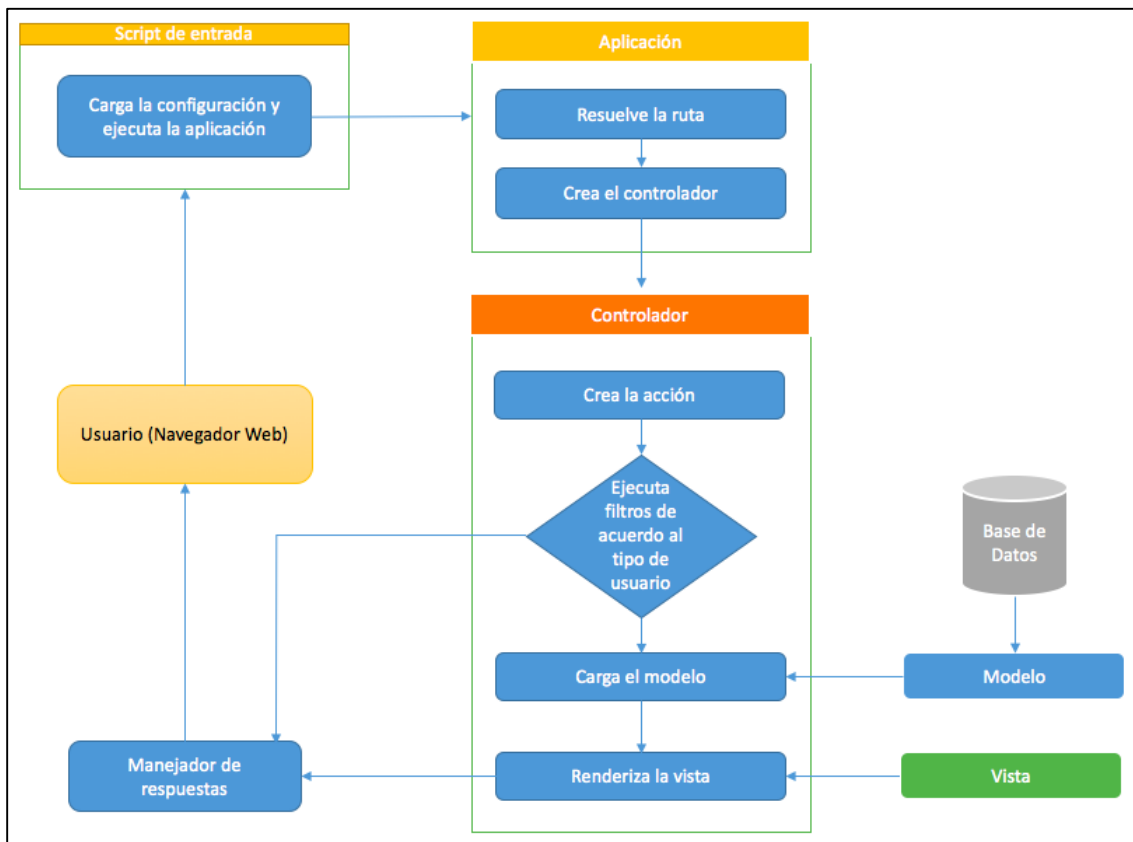 Script de entrada
Carga la configuración y
ejecuta la aplicación
Aplicación
Resuelve la ruta
Crea el controlador
Controlador
Crea la acción
Ejecuta
filtros de
acuerdo al
tipo de
usuario
Carga el modelo
Renderiza la vista
Usuario (Navegador Web)
Manejador de
respuestas
Base de
Datos
Modelo
Vista